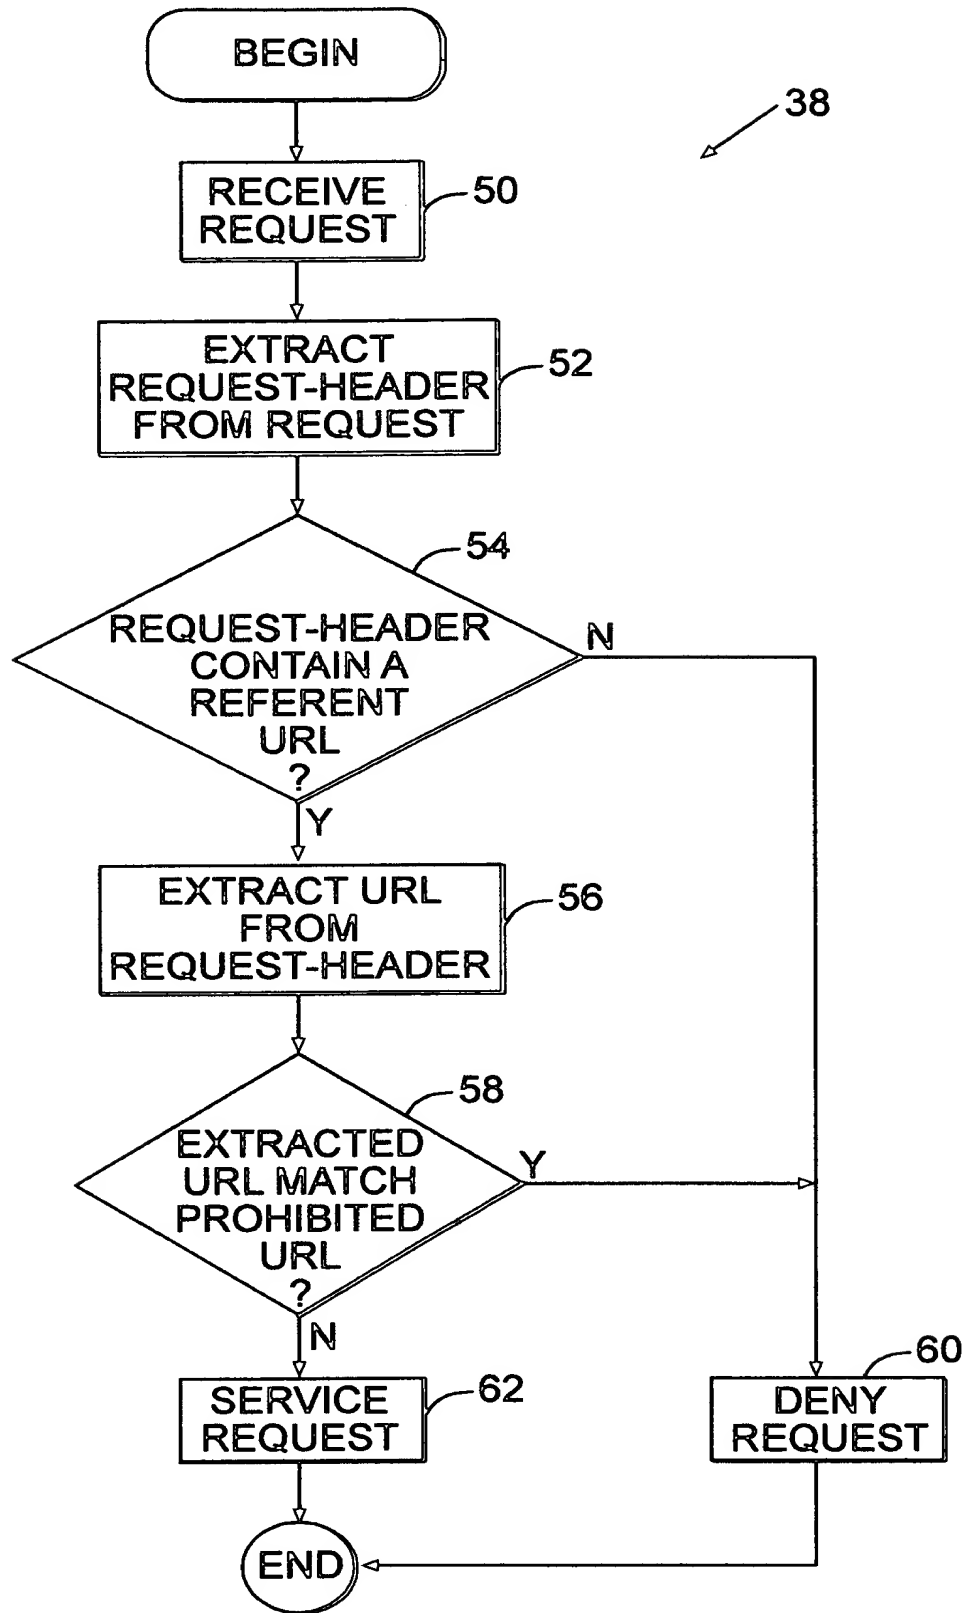 BEGIN
38
RECEIVE
REQUEST
50
EXTRACT
REQUEST-HEADER
FROM REQUEST
52
54
REQUEST-HEADER
CONTAIN A
REFERENT
URL
?
N
Y
EXTRACT URL
FROM
REQUEST-HEADER
56
58
EXTRACTED
URL MATCH
PROHIBITED
URL
?
Y
N
SERVICE
REQUEST
62
60
DENY
REQUEST
END